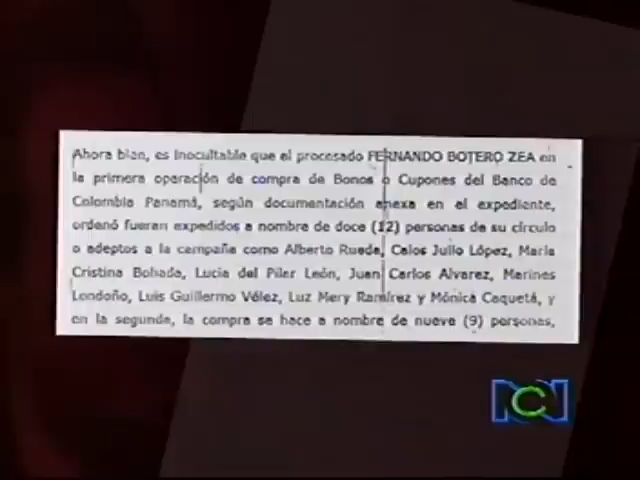 Ahora bian, es inocultable que el procesado FERNANDO BOTERO ZEA en
la primera operación de compra de Bonos o Cupones del Banco de
Colombia Panamá, según documentación anexa en el expediente,
ordenó fueran expedidos a nombre de doce (12) personas de su círculo
o adeptos a la campaña como Alberto Rueda, Calos Julio López, María
Cristina Bohada, Lucia del Pilar León, Juan Carlos Alvarez, Marines
Londoño, Luis Guillermo Vélez, Luz Mery Ramírez y Mónica Caquetá, y
en la segunda, la compra se hace a nombre de nueve (9) personas,
RCN